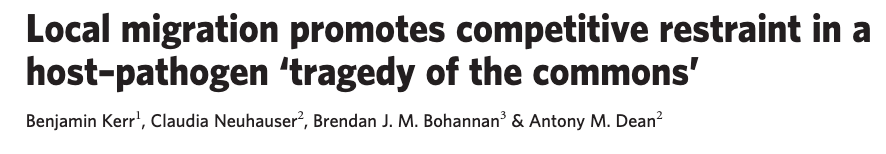 Local migration promotes competitive restraint in a
host–pathogen ‘tragedy of the commons’
Benjamin Kerr¹, Claudia Neuhauser², Brendan J. M. Bohannan³ & Antony M. Dean²